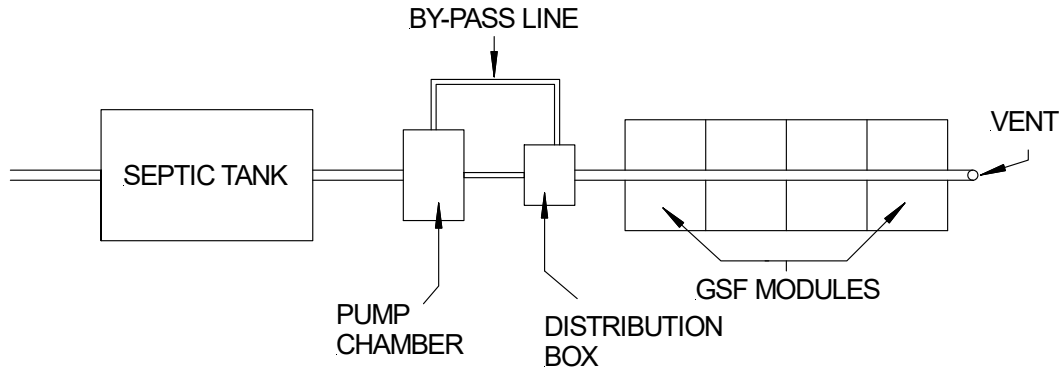 BY-PASS LINE
VENT
SEPTIC TANK
GSF MODULES
PUMP
CHAMBER
DISTRIBUTION
BOX